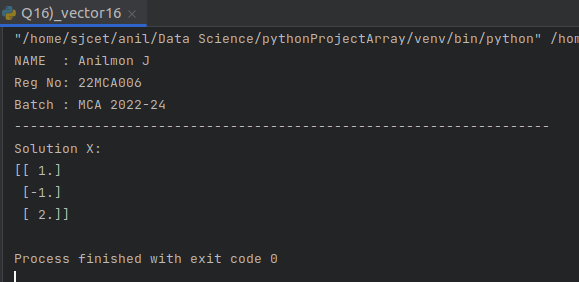 Q16)_vector16
"/home/sjcet/anil/Data Science/pythonProjectArray/venv/bin/python" /hom
NAME  : Anilmon J
Reg No: 22MCA006
Batch : MCA 2022-24
-------------------------------------------------------------------
Solution X:
[[ 1.]
 [-1.]
 [ 2.]]
Process finished with exit code 0